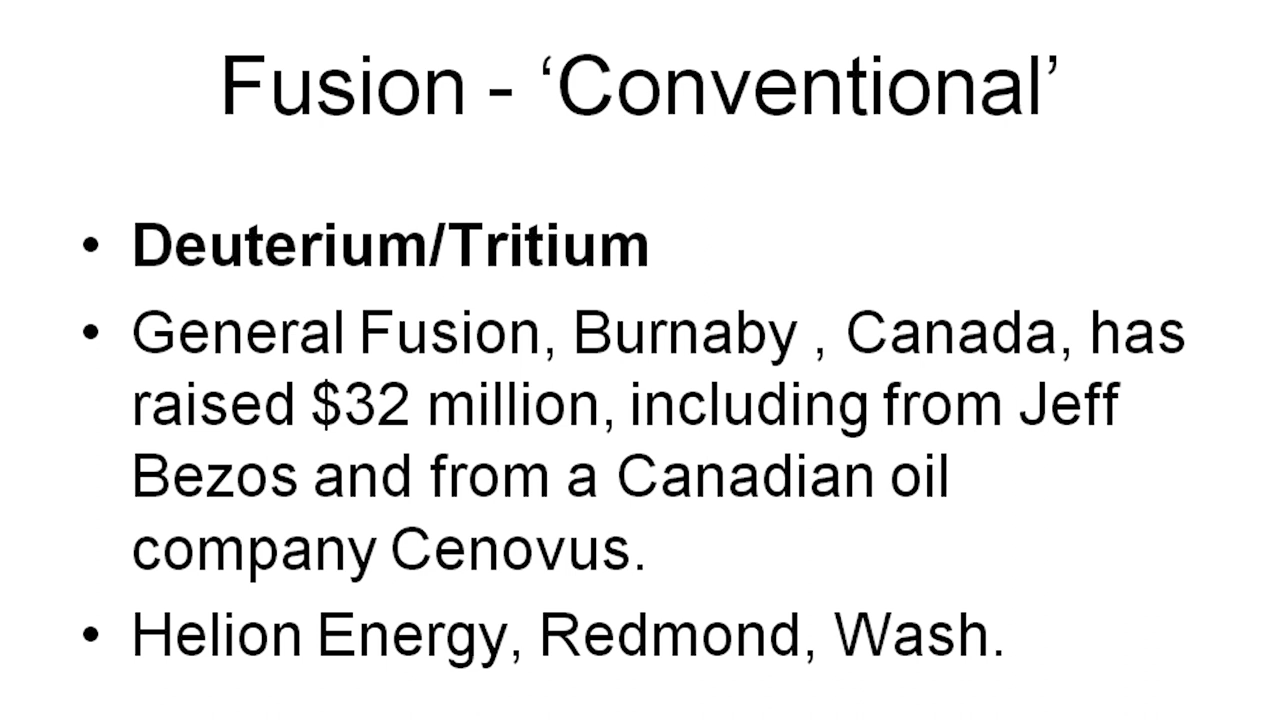 Fusion - ‘Conventional’
• Deuterium/Tritium
• General Fusion, Burnaby , Canada, has
raised $32 million, including from Jeff
Bezos and from a Canadian oil
company Cenovus.
• Helion Energy, Redmond, Wash.